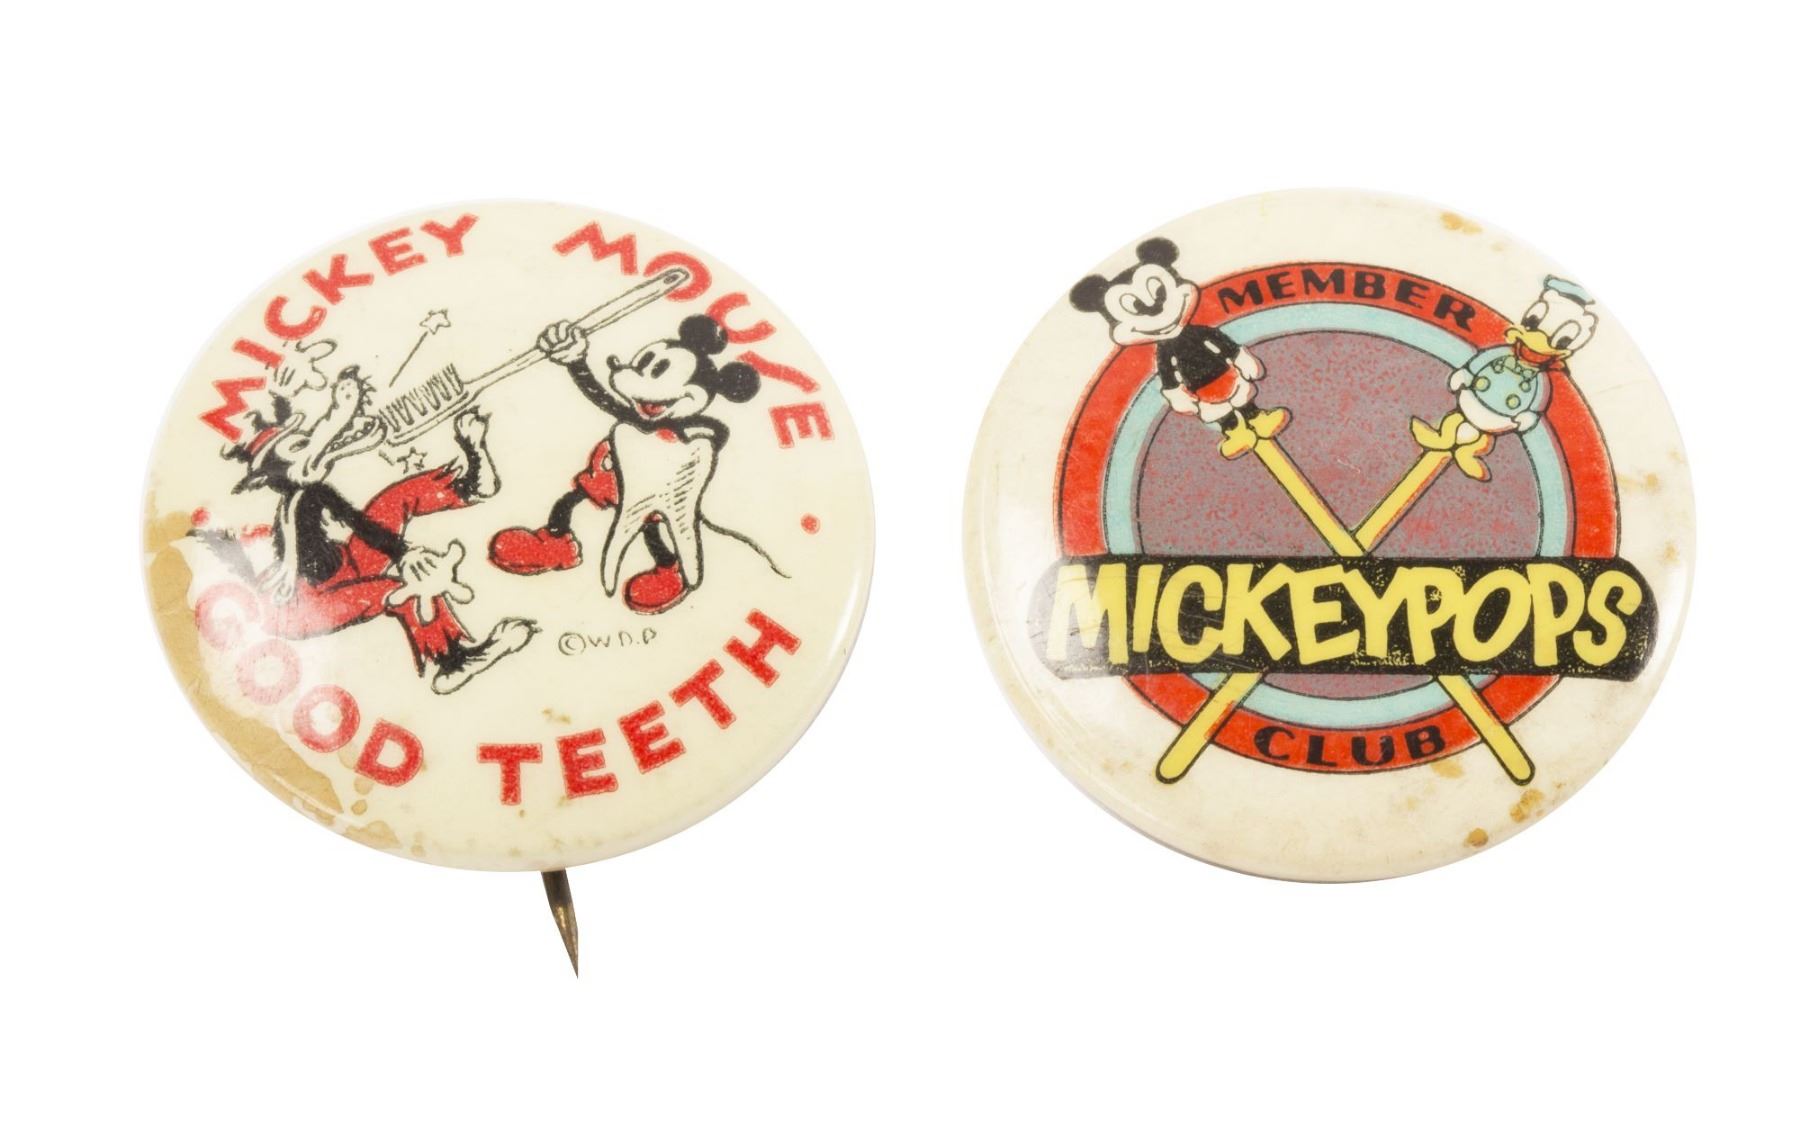 MICKEY MOUSE
GOOD TEETH
© W.D.P
MEMBER
MICKEYPOPS
CLUB